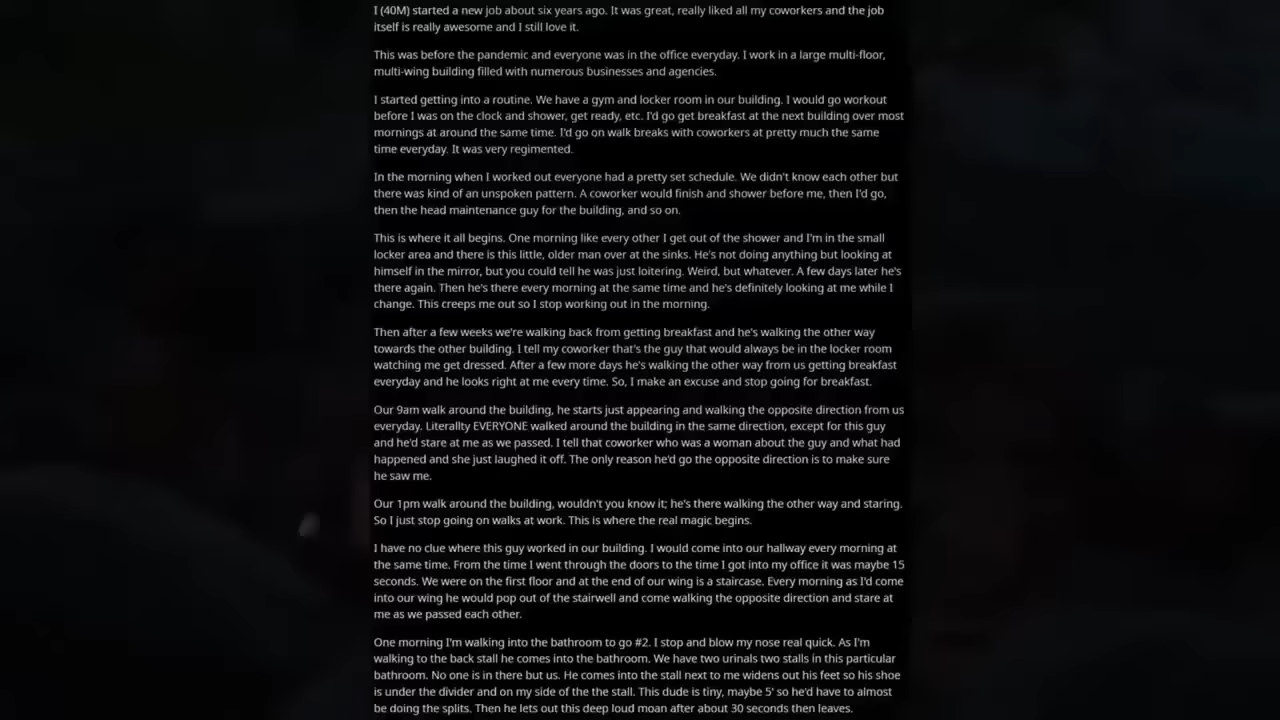 I (40M) started a new job about six years ago. It was great, really liked all my coworkers and the job
itself is really awesome and I still love it.
This was before the pandemic and everyone was in the office everyday. I work in a large multi-floor,
multi-wing building filled with numerous businesses and agencies.
I started getting into a routine. We have a gym and locker room in our building. I would go workout
before I was on the clock and shower, get ready, etc. I'd go get breakfast at the next building over most
mornings at around the same time. I'd go on walk breaks with coworkers at pretty much the same
time everyday. It was very regimented.
In the morning when I worked out everyone had a pretty set schedule. We didn't know each other but
there was kind of an unspoken pattern. A coworker would finish and shower before me, then I'd go,
then the head maintenance guy for the building, and so on.
This is where it all begins. One morning like every other I get out of the shower and I'm in the small
locker area and there is this little, older man over at the sinks. He's not doing anything but looking at
himself in the mirror, but you could tell he was just loitering. Weird, but whatever. A few days later he's
there again. Then he's there every morning at the same time and he's definitely looking at me while I
change. This creeps me out so I stop working out in the morning.
Then after a few weeks we're walking back from getting breakfast and he's walking the other way
towards the other building. I tell my coworker that's the guy that would always be in the locker room
watching me get dressed. After a few more days he's walking the other way from us getting breakfast
everyday and he looks right at me every time. So, I make an excuse and stop going for breakfast.
Our 9am walk around the building, he starts just appearing and walking the opposite direction from us
everyday. Literallty EVERYONE walked around the building in the same direction, except for this guy
and he'd stare at me as we passed. I tell that coworker who was a woman about the guy and what had
happened and she just laughed it off. The only reason he'd go the opposite direction is to make sure
he saw me.
Our 1pm walk around the building, wouldn't you know it; he's there walking the other way and staring.
So I just stop going on walks at work. This is where the real magic begins.
I have no clue where this guy worked in our building. I would come into our hallway every morning at
the same time. From the time I went through the doors to the time I got into my office it was maybe 15
seconds. We were on the first floor and at the end of our wing is a staircase. Every morning as I'd come
into our wing he would pop out of the stairwell and come walking the opposite direction and stare at
me as we passed each other.
One morning I'm walking into the bathroom to go #2. I stop and blow my nose real quick. As I'm
walking to the back stall he comes into the bathroom. We have two urinals two stalls in this particular
bathroom. No one is in there but us. He comes into the stall next to me widens out his feet so his shoe
is under the divider and on my side of the the stall. This dude is tiny, maybe 5' so he'd have to almost
be doing the splits. Then he lets out this deep loud moan after about 30 seconds then leaves.